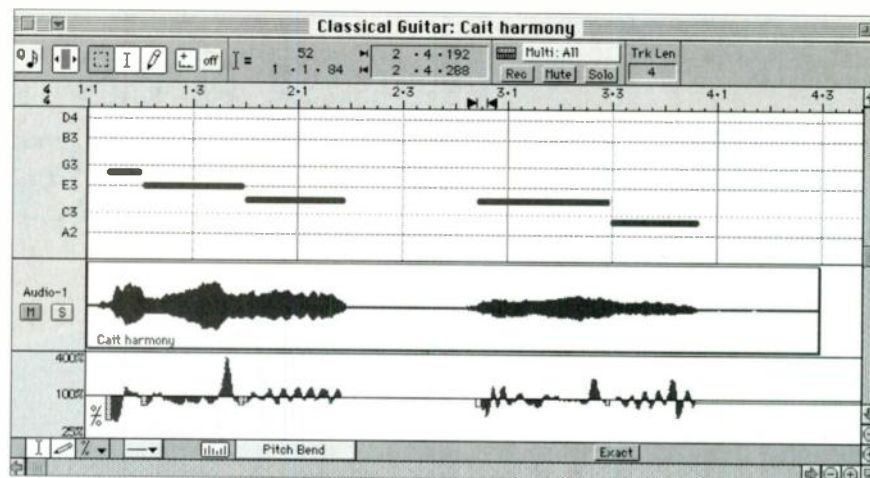 Classical Guitar: Cait harmony
Q off I = 52 2 · 4 · 192 Multi: All Trk Len
1 · 1 · 84 2 · 4 · 288 Rec Mute Solo 4
4 4 1·1 1·3 2·1 2·3 3·1 3·3 4·1 4·3
D4
B3
G3
E3
C3
A2
Audio-1
M S
Cait harmony
400%
100%
%
25%
% Pitch Bend Exact